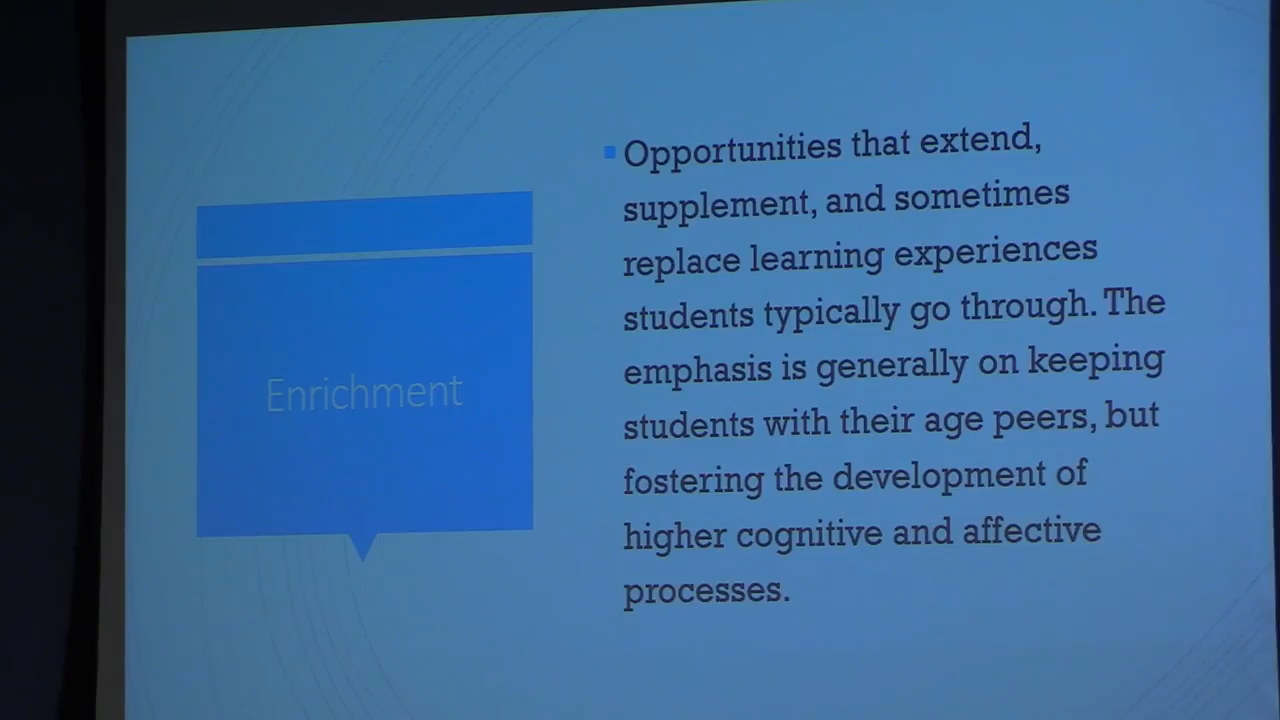 Enrichment
Opportunities that extend,
supplement, and sometimes
replace learning experiences
students typically go through. The
emphasis is generally on keeping
students with their age peers, but
fostering the development of
higher cognitive and affective
processes.